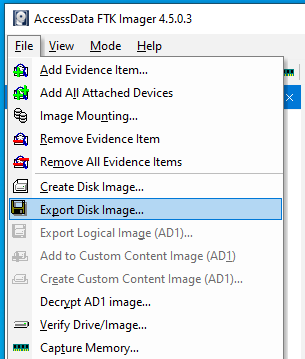 AccessData FTK Imager 4.5.0.3
File View Mode Help
Add Evidence Item...
Add All Attached Devices
Image Mounting...
Remove Evidence Item
Remove All Evidence Items
Create Disk Image...
Export Disk Image...
Export Logical Image (AD1)...
Add to Custom Content Image (AD1)
Create Custom Content Image (AD1)...
Decrypt AD1 image...
Verify Drive/Image...
Capture Memory...